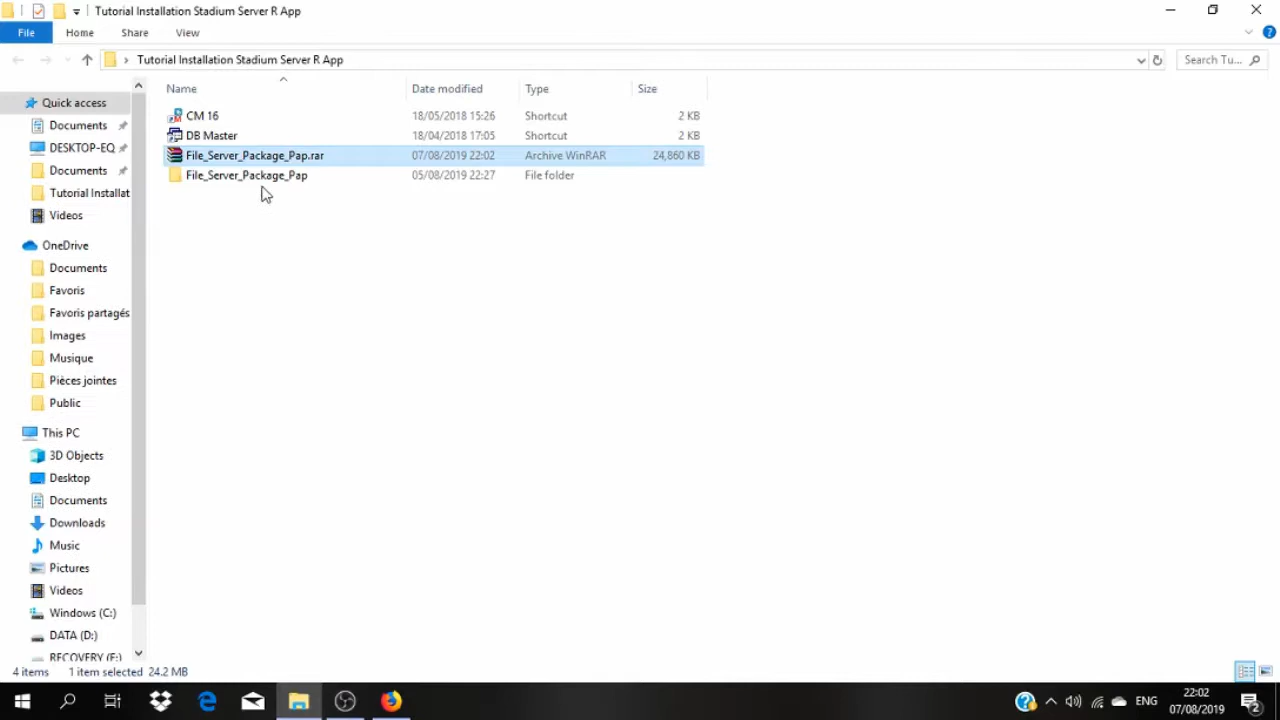 Tutorial Installation Stadium Server R App
File Home Share View
Tutorial Installation Stadium Server R App Search Tu...
Name Date modified Type Size
CM 16 18/05/2018 15:26 Shortcut 2 KB
DB Master 18/04/2018 17:05 Shortcut 2 KB
File_Server_Package_Pap.rar 07/08/2019 22:02 Archive WinRAR 24,860 KB
File_Server_Package_Pap 05/08/2019 22:27 File folder
Quick access
Documents
DESKTOP-EQ
Documents
Tutorial Installat
Videos
OneDrive
Documents
Favoris
Favoris partagés
Images
Musique
Pièces jointes
Public
This PC
3D Objects
Desktop
Documents
Downloads
Music
Pictures
Videos
Windows (C:)
DATA (D:)
RECOVERY (E:)
4 items 1 item selected 24.2 MB
ENG 22:02
07/08/2019
2